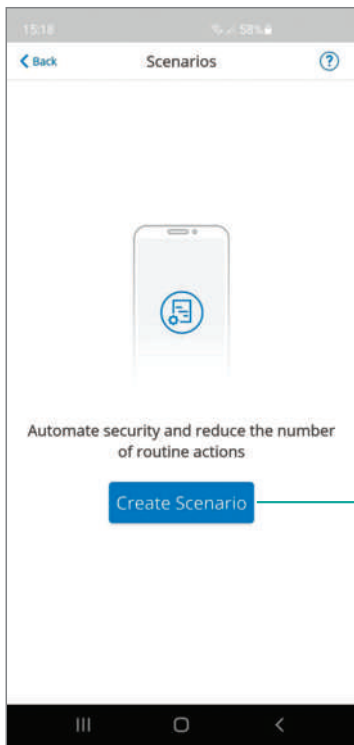 15:18 58%
Back Scenarios ?
Automate security and reduce the number
of routine actions
Create Scenario